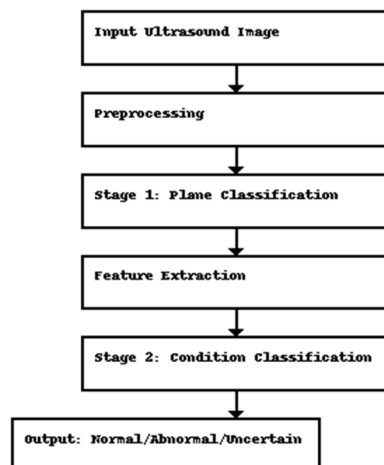 Input Ultrasound Image
Preprocessing
Stage 1: Plane Classification
Feature Extraction
Stage 2: Condition Classification
Output: Normal/Abnormal/Uncertain